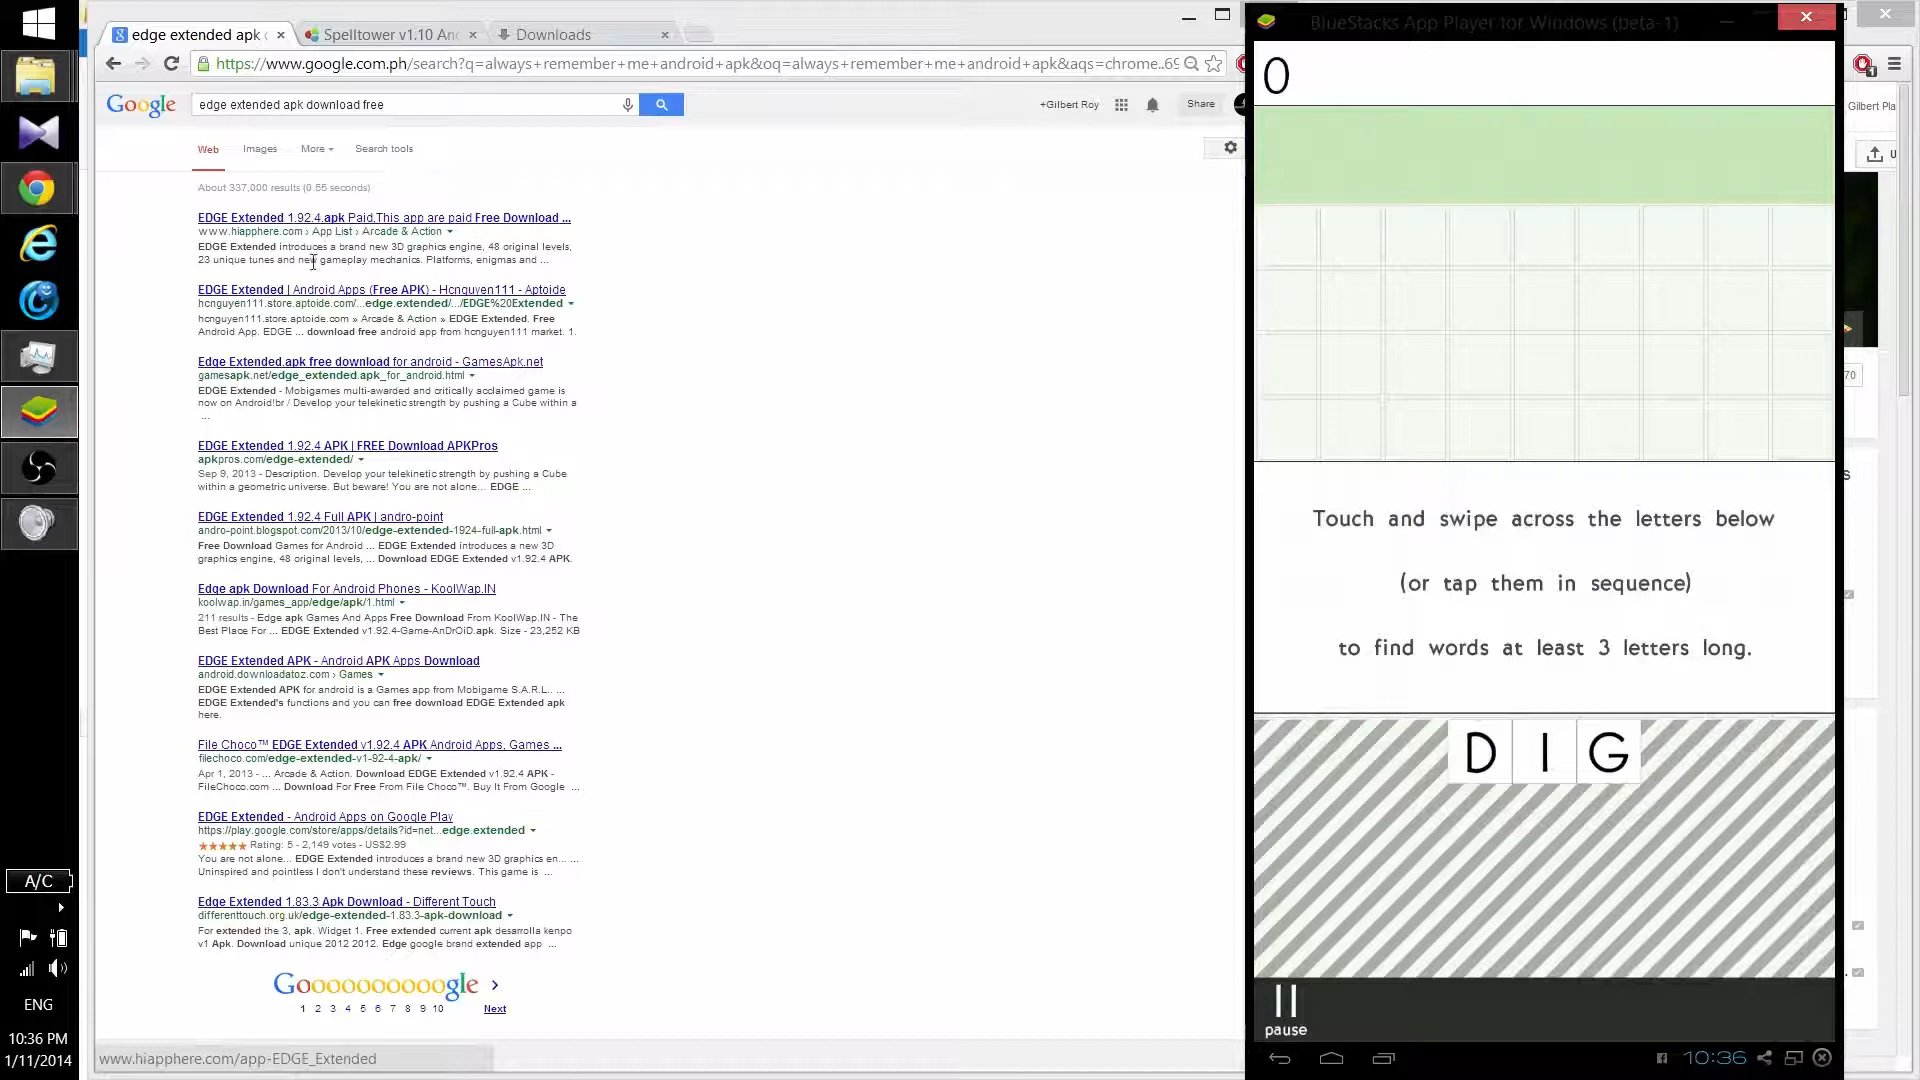 edge extended apk
Spelltower v1.10 An
Downloads
https://www.google.com.ph/search?q=always+remember+me+android+apk&oq=always+remember+me+android+apk&aqs=chrome..69
Google
edge extended apk download free
+Gilbert Roy
Share
Web
Images
More
Search tools
About 337,000 results (0.55 seconds)
EDGE Extended 1.92.4.apk Paid,This app are paid Free Download ...
www.hiapphere.com › App List › Arcade & Action
EDGE Extended introduces a brand new 3D graphics engine, 48 original levels,
23 unique tunes and new gameplay mechanics. Platforms, enigmas and ...
EDGE Extended | Android Apps (Free APK) - Hcnguyen111 - Aptoide
hcnguyen111.store.aptoide.com/...edge.extended/.../EDGE%20Extended
hcnguyen111.store.aptoide.com » Arcade & Action » EDGE Extended. Free
Android App. EDGE ... download free android app from hcnguyen111 market. 1.
Edge Extended.apk free download for android - GamesApk.net
gamesapk.net/edge_extended.apk_for_android.html
EDGE Extended - Mobigames multi-awarded and critically acclaimed game is
now on Android!br / Develop your telekinetic strength by pushing a Cube within a
...
EDGE Extended 1.92.4 APK | FREE Download APKPros
apkpros.com/edge-extended/
Sep 9, 2013 - Description. Develop your telekinetic strength by pushing a Cube
within a geometric universe. But beware! You are not alone... EDGE ...
EDGE Extended 1.92.4 Full APK | andro-point
andro-point.blogspot.com/2013/10/edge-extended-1924-full-apk.html
Free Download Games for Android ... EDGE Extended introduces a new 3D
graphics engine, 48 original levels, ... Download EDGE Extended v1.92.4 APK.
Edge apk Download For Android Phones - KoolWap.IN
koolwap.in/games_app/edge/apk/1.html
211 results - Edge apk Games And Apps Free Download From KoolWap.IN - The
Best Place For ... EDGE Extended v1.92.4-Game-AnDrOiD.apk. Size - 23,252 KB
EDGE Extended APK - Android APK Apps Download
android.downloadatoz.com › Games
EDGE Extended APK for android is a Games app from Mobigame S.A.R.L.. ...
EDGE Extended's functions and you can free download EDGE Extended apk
here.
File Choco™ EDGE Extended v1.92.4 APK Android Apps, Games ...
filechoco.com/edge-extended-v1-92-4-apk/
Apr 1, 2013 - ... Arcade & Action. Download EDGE Extended v1.92.4 APK -
FileChoco.com ... Download For Free From File Choco™. Buy It From Google ...
EDGE Extended - Android Apps on Google Play
https://play.google.com/store/apps/details?id=net...edge.extended
Rating: 5 - 2,149 votes - US$2.99
You are not alone... EDGE Extended introduces a brand new 3D graphics en... ...
Uninspired and pointless I don't understand these reviews. This game is ...
Edge Extended 1.83.3 Apk Download - Different Touch
differenttouch.org.uk/edge-extended-1.83.3-apk-download
For extended the 3, apk. Widget 1. Free extended current apk desarrolla kenpo
v1 Apk. Download unique 2012 2012. Edge google brand extended app ...
Goooooooooogle
1 2 3 4 5 6 7 8 9 10 Next
www.hiapphere.com/app-EDGE_Extended
A/C
ENG
10:36 PM
1/11/2014
BlueStacks App Player for Windows (beta-1)
0
Touch and swipe across the letters below
(or tap them in sequence)
to find words at least 3 letters long.
D I G
pause
10:36
Gilbert Pla
1
U
70
s